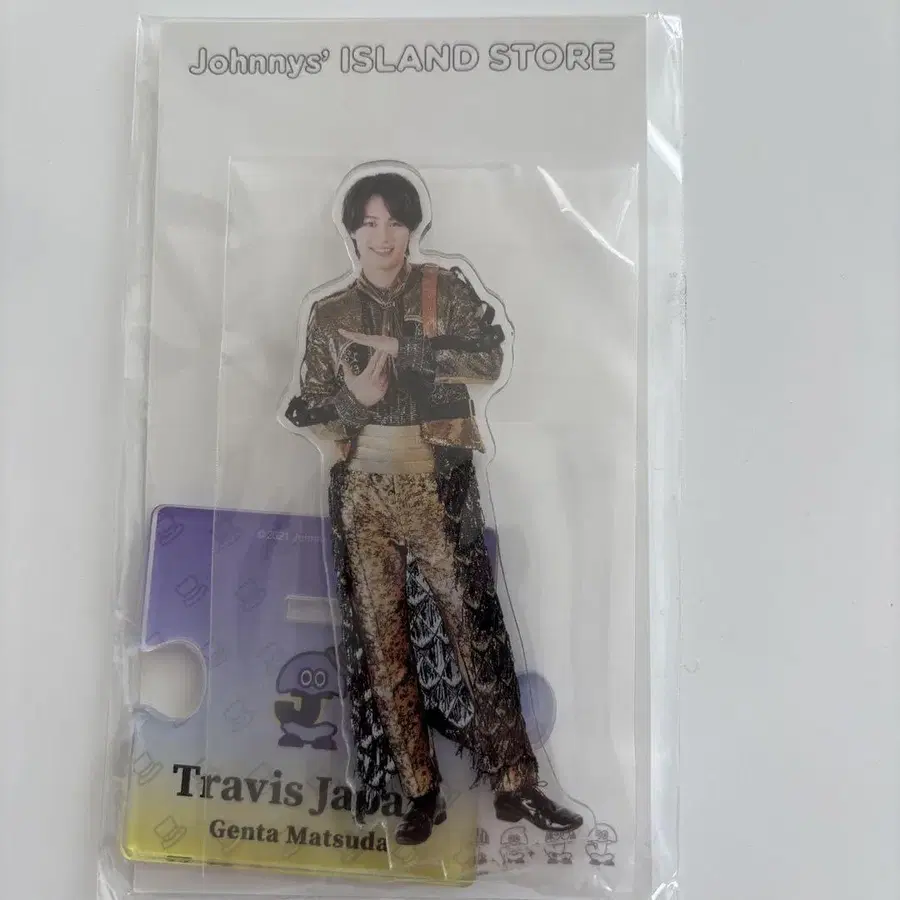 Johnnys' ISLAND STORE
Travis Japa
Genta Matsuda